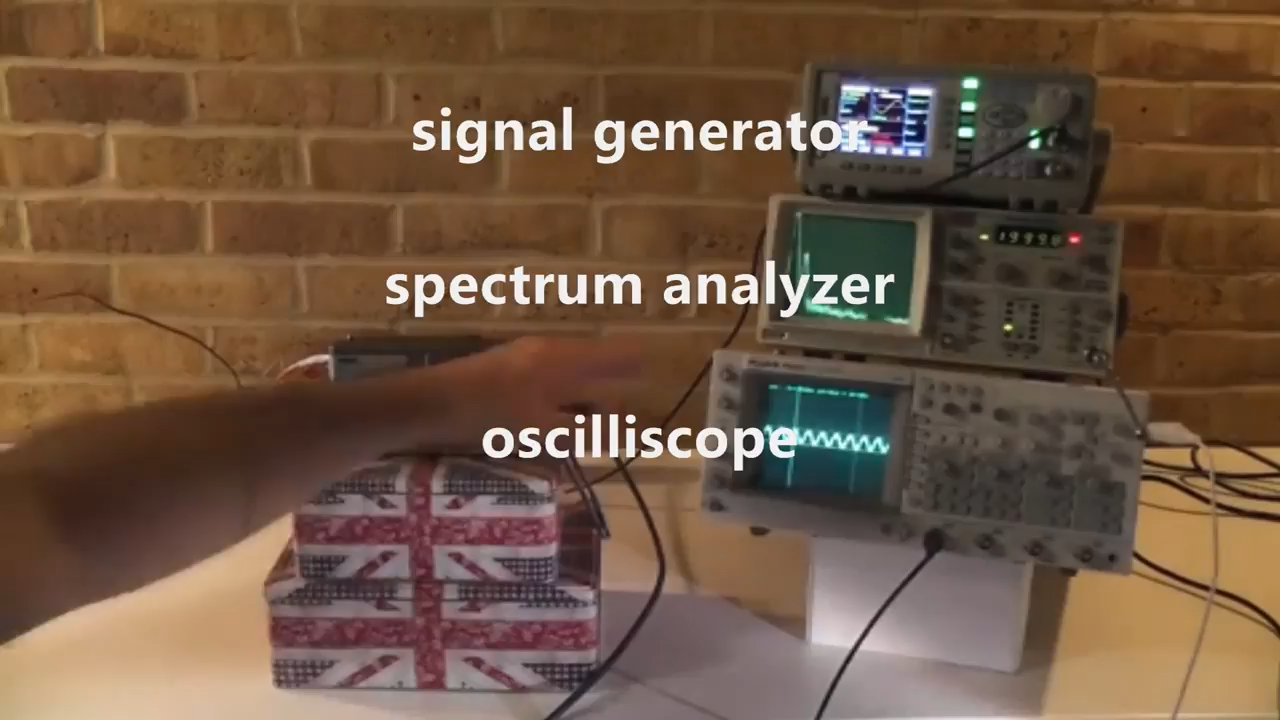 signal generator
spectrum analyzer
oscilliscope